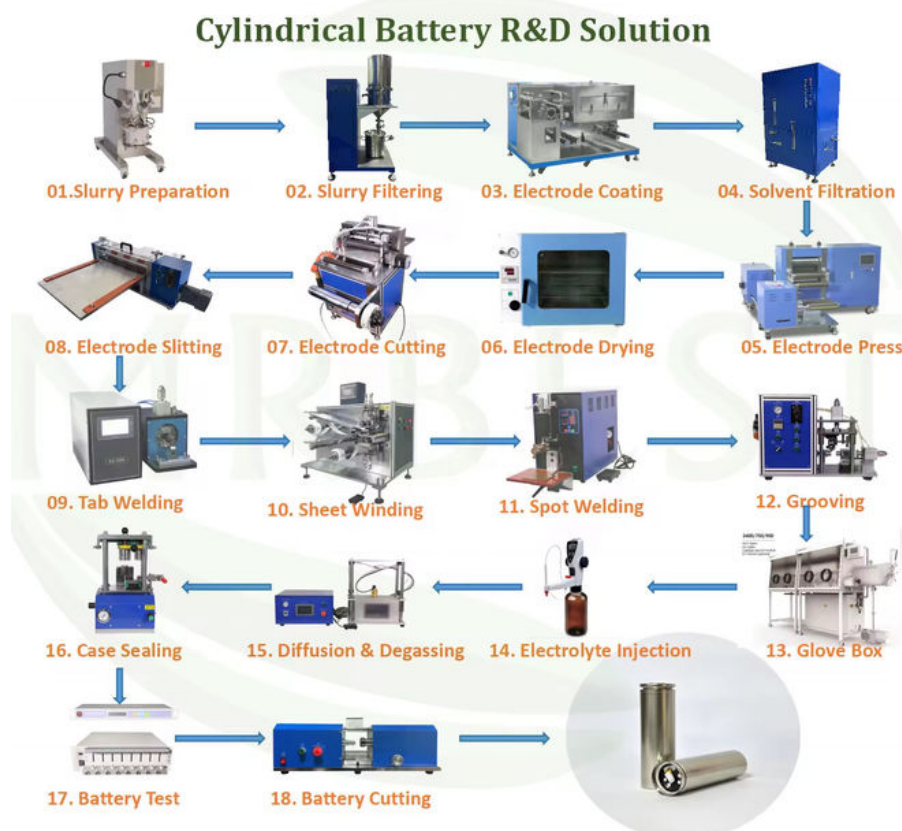 Cylindrical Battery R&D Solution
01.Slurry Preparation
02. Slurry Filtering
03. Electrode Coating
04. Solvent Filtration
08. Electrode Slitting
07. Electrode Cutting
06. Electrode Drying
05. Electrode Press
09. Tab Welding
10. Sheet Winding
11. Spot Welding
12. Grooving
16. Case Sealing
15. Diffusion & Degassing
14. Electrolyte Injection
13. Glove Box
17. Battery Test
18. Battery Cutting